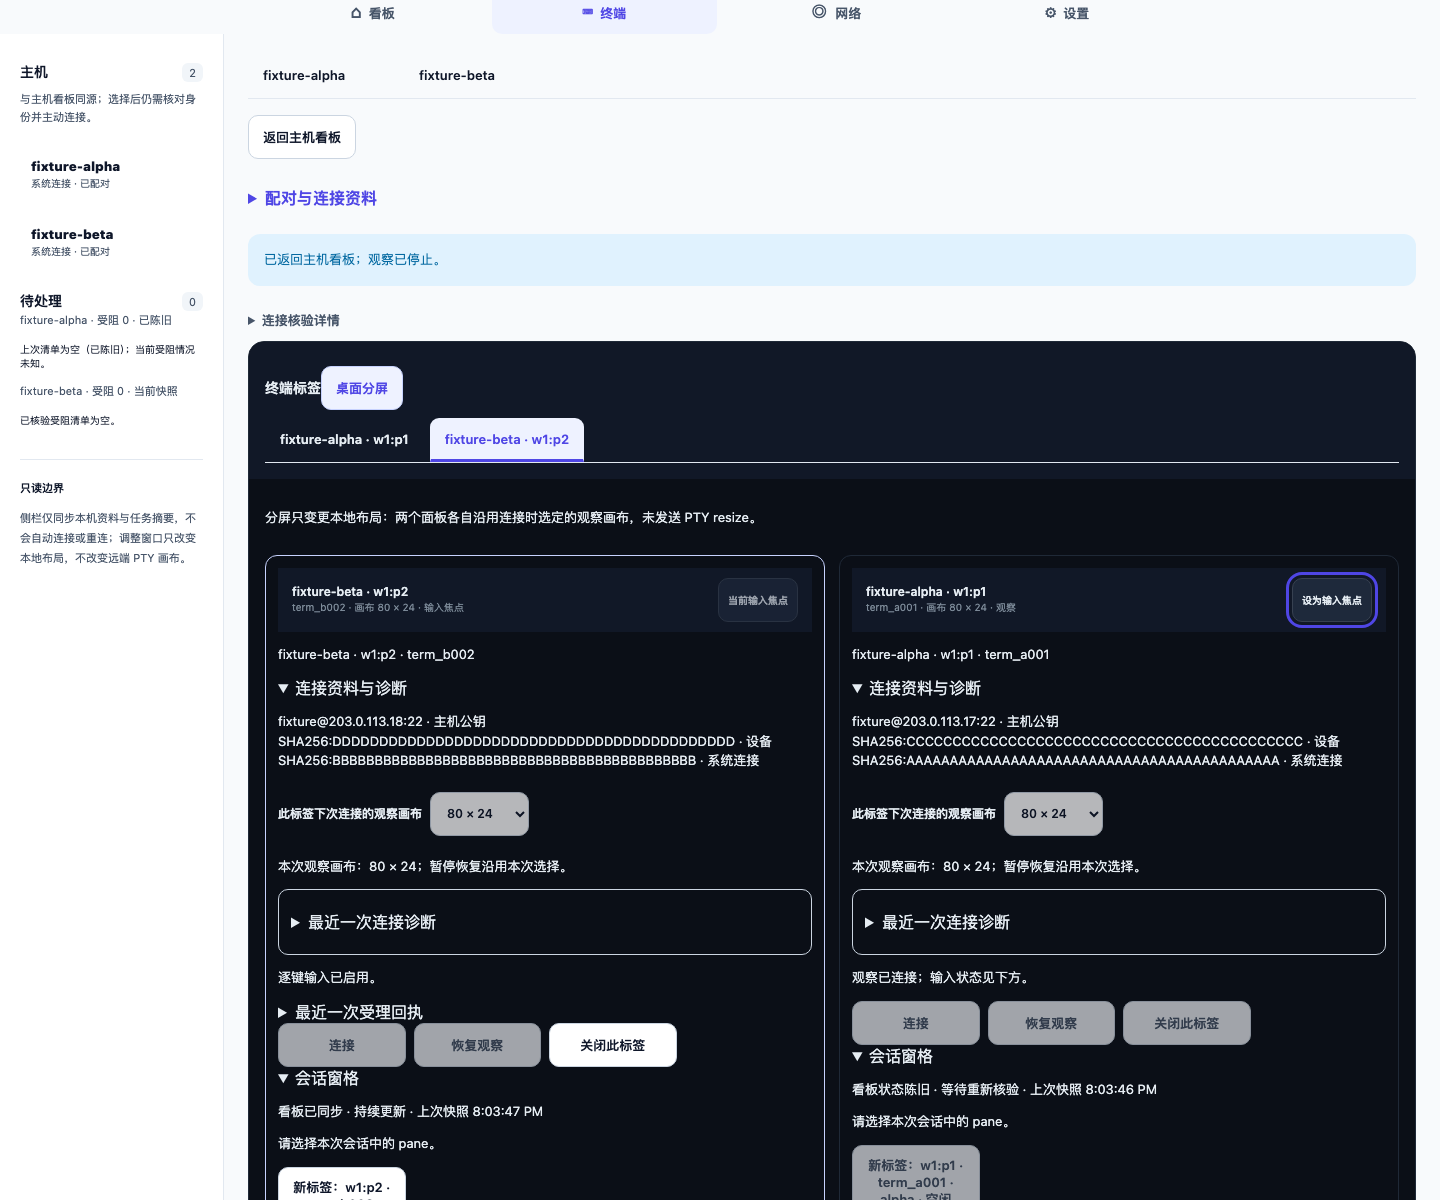 看板
终端
网络
设置
主机
2
与主机看板同源；选择后仍需核对身
份并主动连接。
fixture-alpha
系统连接 · 已配对
fixture-beta
系统连接 · 已配对
待处理
0
fixture-alpha · 受阻 0 · 已陈旧
上次清单为空（已陈旧）；当前受阻情况
未知。
fixture-beta · 受阻 0 · 当前快照
已核验受阻清单为空。
只读边界
侧栏仅同步本机资料与任务摘要，不
会自动连接或重连；调整窗口只改变
本地布局，不改变远端 PTY 画布。
fixture-alpha
fixture-beta
返回主机看板
配对与连接资料
已返回主机看板；观察已停止。
连接核验详情
终端标签
桌面分屏
fixture-alpha · w1:p1
fixture-beta · w1:p2
分屏只变更本地布局：两个面板各自沿用连接时选定的观察画布，未发送 PTY resize。
fixture-beta · w1:p2
term_b002 · 画布 80 × 24 · 输入焦点
当前输入焦点
fixture-beta · w1:p2 · term_b002
连接资料与诊断
fixture@203.0.113.18:22 · 主机公钥
SHA256:DDDDDDDDDDDDDDDDDDDDDDDDDDDDDDDDDDDDDDDDDDD · 设备
SHA256:BBBBBBBBBBBBBBBBBBBBBBBBBBBBBBBBBBBBBBBBBBB · 系统连接
此标签下次连接的观察画布
80 × 24
本次观察画布：80 × 24；暂停恢复沿用本次选择。
最近一次连接诊断
逐键输入已启用。
最近一次受理回执
连接
恢复观察
关闭此标签
会话窗格
看板已同步 · 持续更新 · 上次快照 8:03:47 PM
请选择本次会话中的 pane。
新标签：w1:p2 ·
fixture-alpha · w1:p1
term_a001 · 画布 80 × 24 · 观察
设为输入焦点
fixture-alpha · w1:p1 · term_a001
连接资料与诊断
fixture@203.0.113.17:22 · 主机公钥
SHA256:CCCCCCCCCCCCCCCCCCCCCCCCCCCCCCCCCCCCCCCCCCC · 设备
SHA256:AAAAAAAAAAAAAAAAAAAAAAAAAAAAAAAAAAAAAAAAAAA · 系统连接
此标签下次连接的观察画布
80 × 24
本次观察画布：80 × 24；暂停恢复沿用本次选择。
最近一次连接诊断
观察已连接；输入状态见下方。
连接
恢复观察
关闭此标签
会话窗格
看板状态陈旧 · 等待重新核验 · 上次快照 8:03:46 PM
请选择本次会话中的 pane。
新标签：w1:p1 ·
term_a001 ·
alpha · 空闲